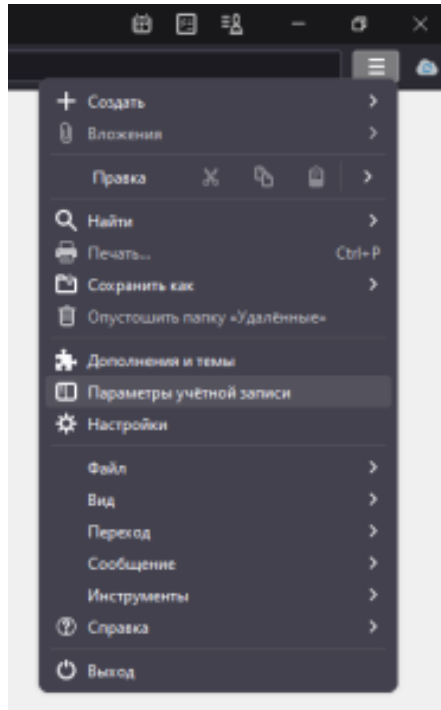 Создать
Вложения
Правка
Найти
Печать... Ctrl+P
Сохранить как
Опустошить папку «Удалённые»
Дополнения и темы
Параметры учётной записи
Настройки
Файл
Вид
Переход
Сообщение
Инструменты
Справка
Выход